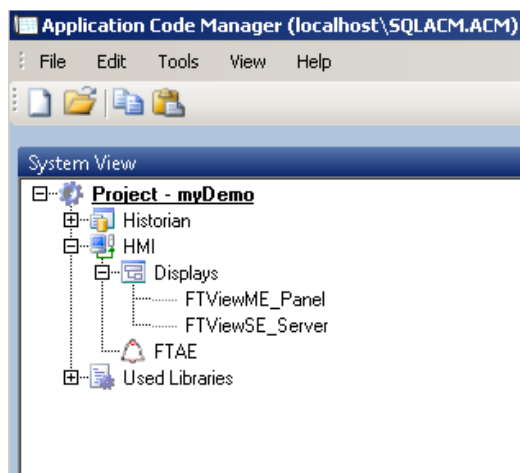 Application Code Manager (localhost\SQLACM.ACM)
File Edit Tools View Help
System View
Project - myDemo
Historian
HMI
Displays
FTViewME_Panel
FTViewSE_Server
FTAE
Used Libraries